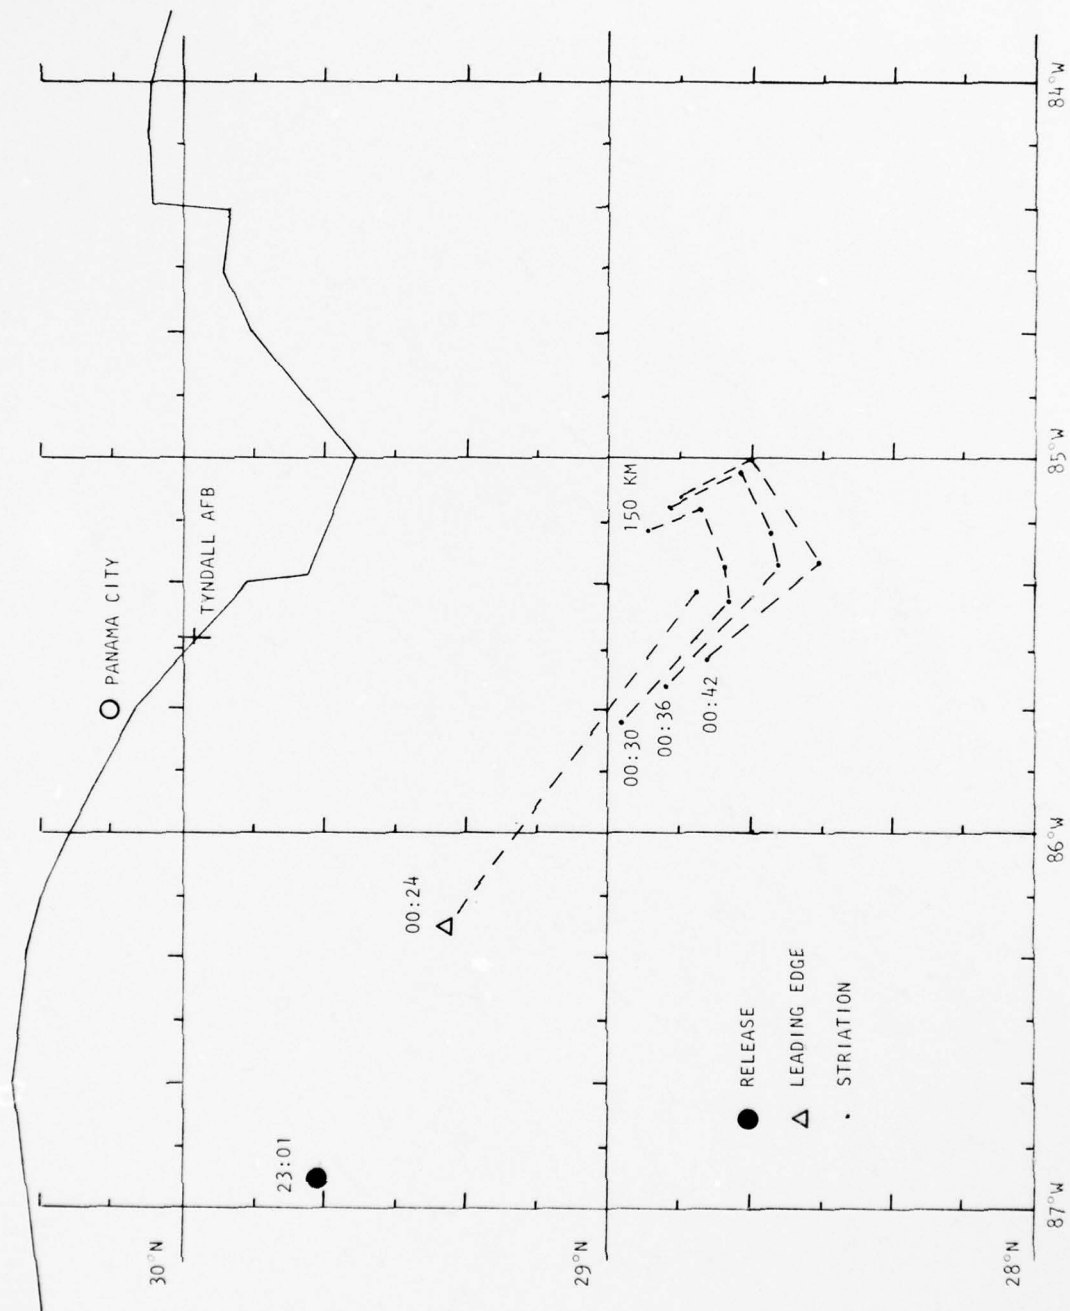 PANAMA CITY
TYNDALL AFB
30°N
23:01
00:24
150 KM
00:30
00:36
00:42
29°N
● RELEASE
△ LEADING EDGE
· STRIATION
28°N
87°W
86°W
85°W
84°W